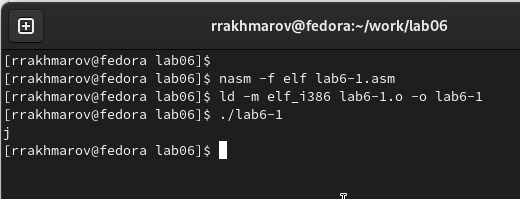 rrakhmarov@fedora:~/work/lab06
[rrakhmarov@fedora lab06]$
[rrakhmarov@fedora lab06]$ nasm -f elf lab6-1.asm
[rrakhmarov@fedora lab06]$ ld -m elf_i386 lab6-1.o -o lab6-1
[rrakhmarov@fedora lab06]$ ./lab6-1
j
[rrakhmarov@fedora lab06]$